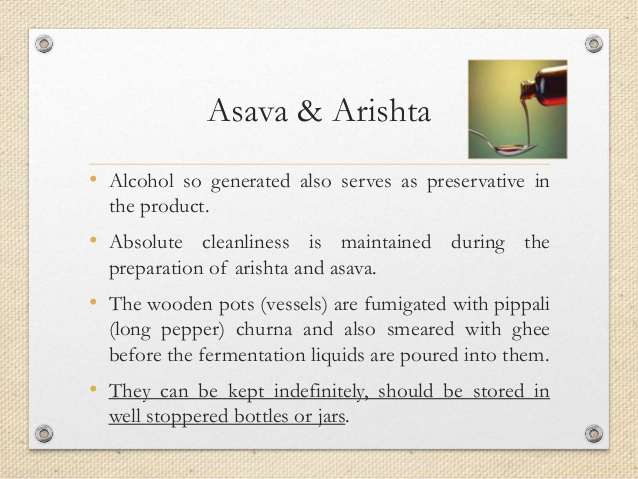 Asava & Arishta
• Alcohol so generated also serves as preservative in
the product.
• Absolute cleanliness is maintained during the
preparation of arishta and asava.
• The wooden pots (vessels) are fumigated with pippali
(long pepper) churna and also smeared with ghee
before the fermentation liquids are poured into them.
• They can be kept indefinitely, should be stored in
well stoppered bottles or jars.